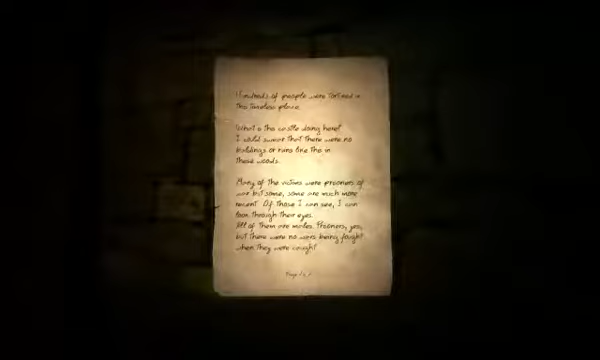 Hundreds of people were tortured in
this timeless place.
What is this castle doing here?
I could swear that there were no
buildings or ruins like this in
these woods.
Many of the victims were prisoners of
war but some, some are much more
recent. Of those I can see, I can
look through their eyes.
All of them are males. Prisoners, yes,
but there were no wars being fought
when they were caught.
Page